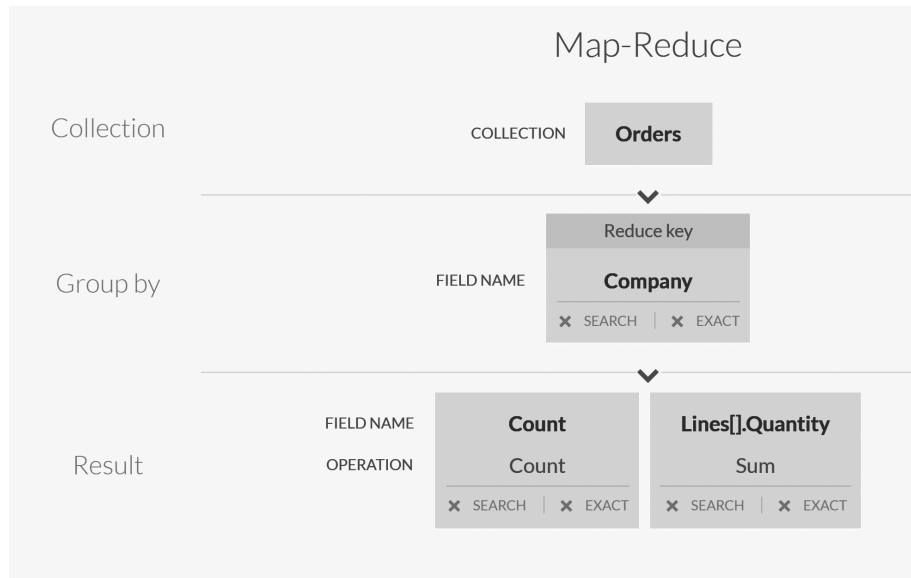 Map-Reduce
Collection
COLLECTION
Orders
Reduce key
Group by
FIELD NAME
Company
SEARCH
EXACT
FIELD NAME
Count
Lines[].Quantity
Result
OPERATION
Count
Sum
SEARCH
EXACT
SEARCH
EXACT